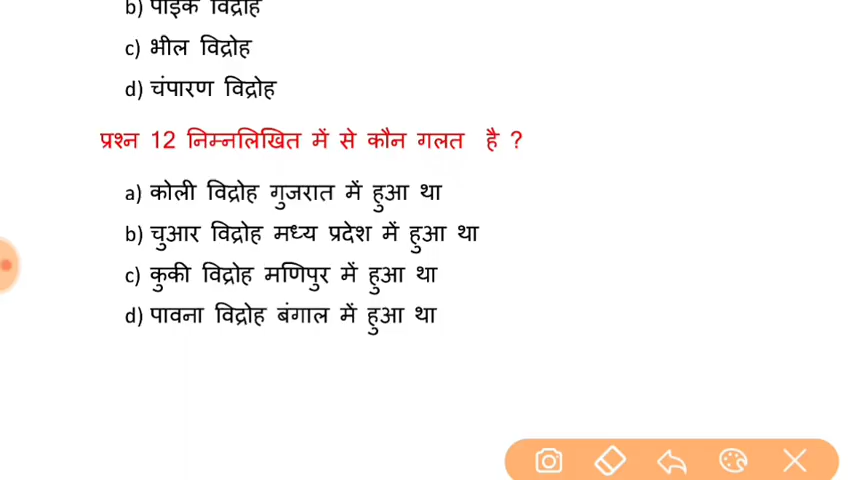 b) पाइक विद्रोह
c) भील विद्रोह
d) चंपारण विद्रोह
प्रश्न 12 निम्नलिखित में से कौन गलत है ?
a) कोली विद्रोह गुजरात में हुआ था
b) चुआर विद्रोह मध्य प्रदेश में हुआ था
c) कुकी विद्रोह मणिपुर में हुआ था
d) पावना विद्रोह बंगाल में हुआ था